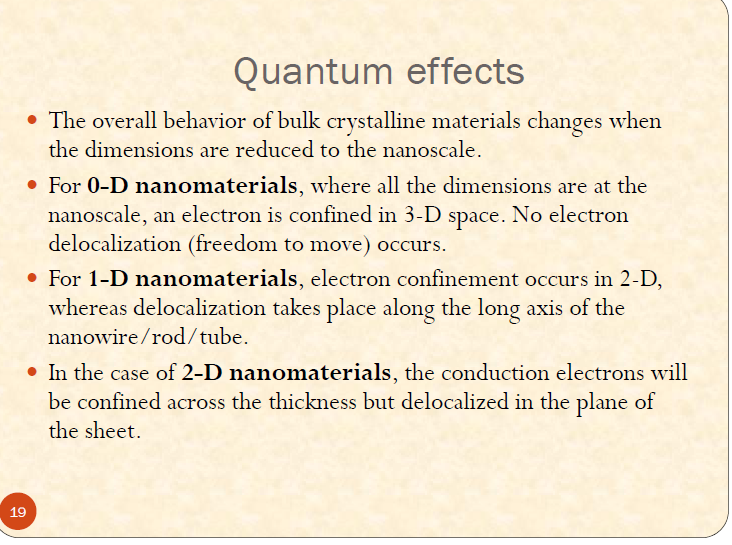 Quantum effects
• The overall behavior of bulk crystalline materials changes when
the dimensions are reduced to the nanoscale.
• For 0-D nanomaterials, where all the dimensions are at the
nanoscale, an electron is confined in 3-D space. No electron
delocalization (freedom to move) occurs.
• For 1-D nanomaterials, electron confinement occurs in 2-D,
whereas delocalization takes place along the long axis of the
nanowire/rod/tube.
• In the case of 2-D nanomaterials, the conduction electrons will
be confined across the thickness but delocalized in the plane of
the sheet.
19